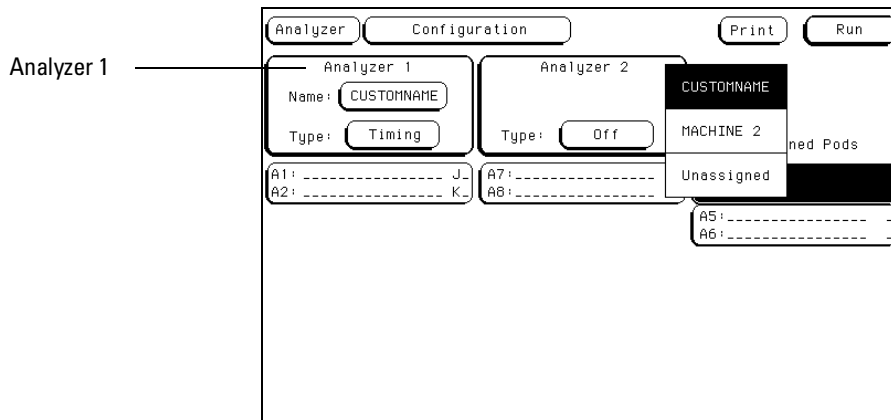 Analyzer Configuration Print Run
Analyzer 1
Analyzer 1 Analyzer 2
Name: CUSTOMNAME
Type: Timing Type: Off
CUSTOMNAME
MACHINE 2
Unassigned
ned Pods
A1: ---------------- J-
A2: ---------------- K-
A7: ----------------
A8: ----------------
A5: ---------------- -
A6: ---------------- -